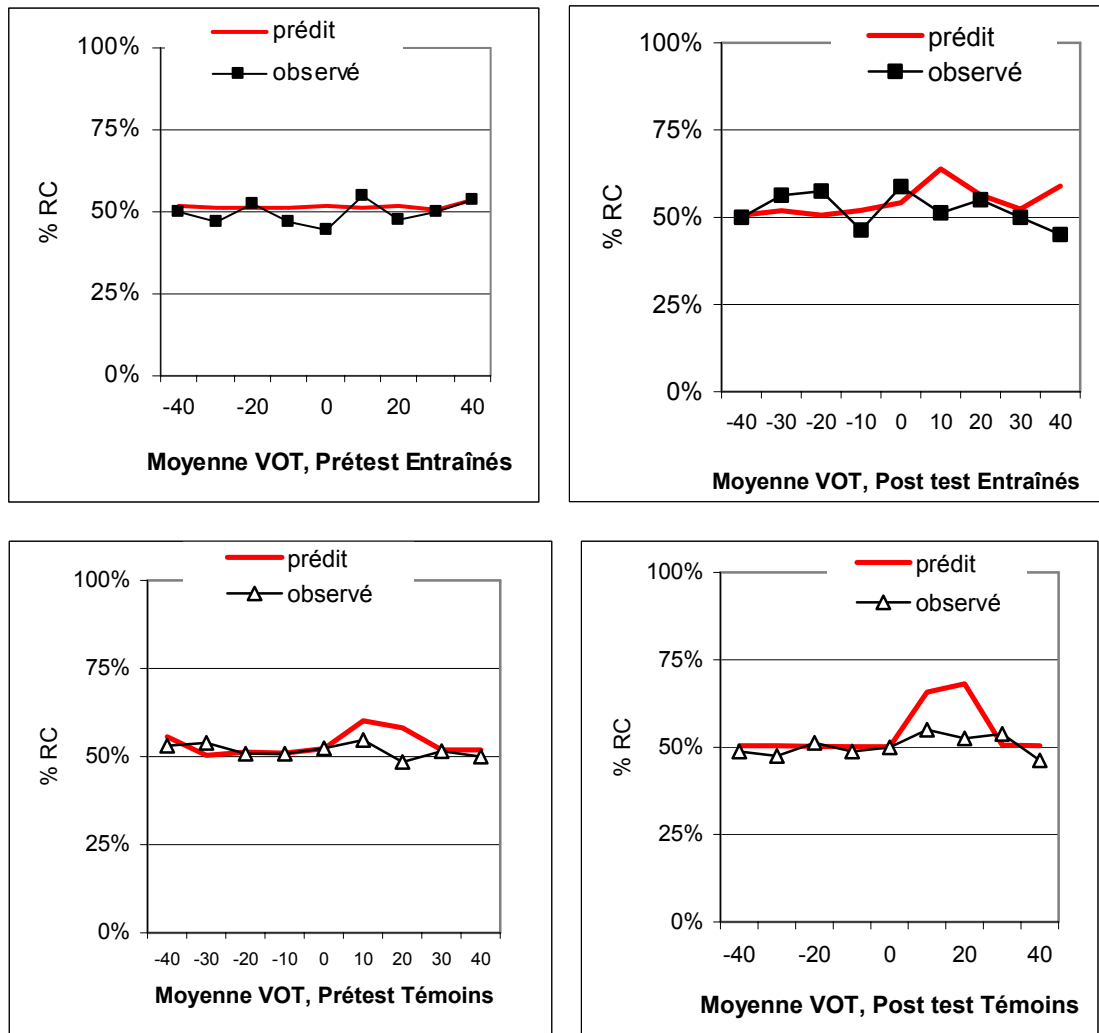 prédit
observé
100%
75%
50%
25%
0%
% RC
-40 -20 0 20 40
Moyenne VOT, Prétest Entraînés
prédit
observé
100%
75%
50%
25%
0%
% RC
-40 -30 -20 -10 0 10 20 30 40
Moyenne VOT, Post test Entraînés
prédit
observé
100%
75%
50%
25%
0%
% RC
-40 -30 -20 -10 0 10 20 30 40
Moyenne VOT, Prétest Témoins
prédit
observé
100%
75%
50%
25%
0%
% RC
-40 -20 0 20 40
Moyenne VOT, Post test Témoins